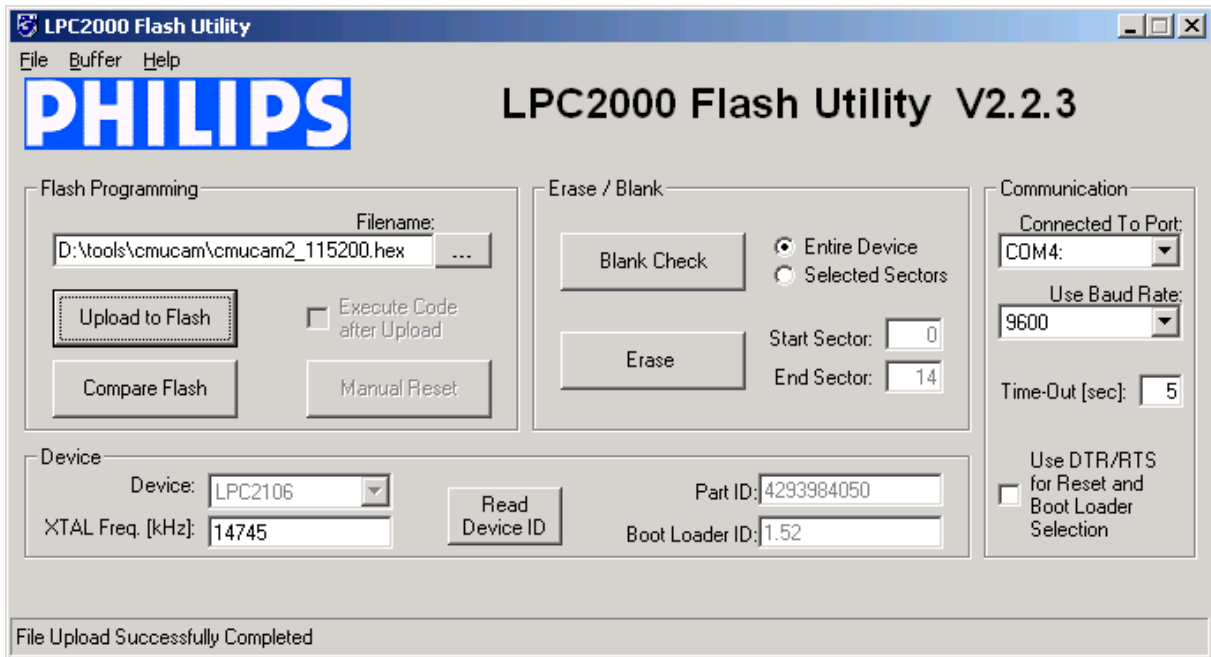 LPC2000 Flash Utility
File Buffer Help
PHILIPS
LPC2000 Flash Utility V2.2.3
Flash Programming
Filename:
D:\tools\cmucam\cmucam2_115200.hex ...
Upload to Flash
Execute Code
after Upload
Compare Flash
Manual Reset
Erase / Blank
Blank Check
Entire Device
Selected Sectors
Erase
Start Sector: 0
End Sector: 14
Communication
Connected To Port:
COM4:
Use Baud Rate:
9600
Time-Out [sec]: 5
Use DTR/RTS
for Reset and
Boot Loader
Selection
Device
Device: LPC2106
XTAL Freq. [kHz]: 14745
Read
Device ID
Part ID: 4293984050
Boot Loader ID: 1.52
File Upload Successfully Completed